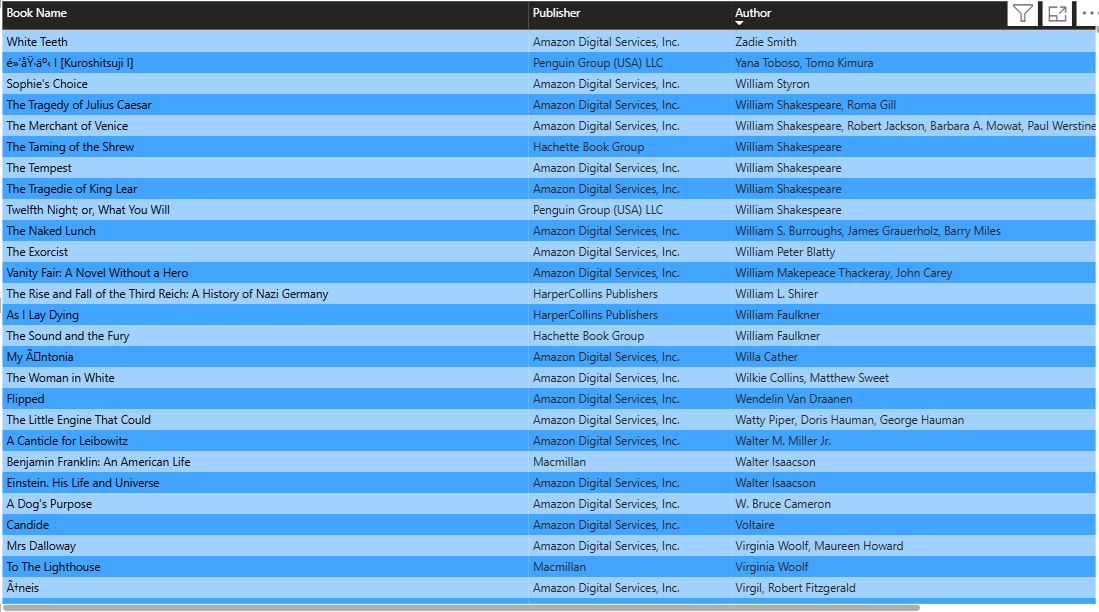 Book Name Publisher Author
White Teeth Amazon Digital Services, Inc. Zadie Smith
é»'åŸ·äº‹ I [Kuroshitsuji I] Penguin Group (USA) LLC Yana Toboso, Tomo Kimura
Sophie's Choice Amazon Digital Services, Inc. William Styron
The Tragedy of Julius Caesar Amazon Digital Services, Inc. William Shakespeare, Roma Gill
The Merchant of Venice Amazon Digital Services, Inc. William Shakespeare, Robert Jackson, Barbara A. Mowat, Paul Werstine
The Taming of the Shrew Hachette Book Group William Shakespeare
The Tempest Amazon Digital Services, Inc. William Shakespeare
The Tragedie of King Lear Amazon Digital Services, Inc. William Shakespeare
Twelfth Night; or, What You Will Penguin Group (USA) LLC William Shakespeare
The Naked Lunch Amazon Digital Services, Inc. William S. Burroughs, James Grauerholz, Barry Miles
The Exorcist Amazon Digital Services, Inc. William Peter Blatty
Vanity Fair: A Novel Without a Hero Amazon Digital Services, Inc. William Makepeace Thackeray, John Carey
The Rise and Fall of the Third Reich: A History of Nazi Germany HarperCollins Publishers William L. Shirer
As I Lay Dying HarperCollins Publishers William Faulkner
The Sound and the Fury Hachette Book Group William Faulkner
My Ã▯ntonia Amazon Digital Services, Inc. Willa Cather
The Woman in White Amazon Digital Services, Inc. Wilkie Collins, Matthew Sweet
Flipped Amazon Digital Services, Inc. Wendelin Van Draanen
The Little Engine That Could Amazon Digital Services, Inc. Watty Piper, Doris Hauman, George Hauman
A Canticle for Leibowitz Amazon Digital Services, Inc. Walter M. Miller Jr.
Benjamin Franklin: An American Life Macmillan Walter Isaacson
Einstein. His Life and Universe Amazon Digital Services, Inc. Walter Isaacson
A Dog's Purpose Amazon Digital Services, Inc. W. Bruce Cameron
Candide Amazon Digital Services, Inc. Voltaire
Mrs Dalloway Amazon Digital Services, Inc. Virginia Woolf, Maureen Howard
To The Lighthouse Macmillan Virginia Woolf
Ã†neis Amazon Digital Services, Inc. Virgil, Robert Fitzgerald